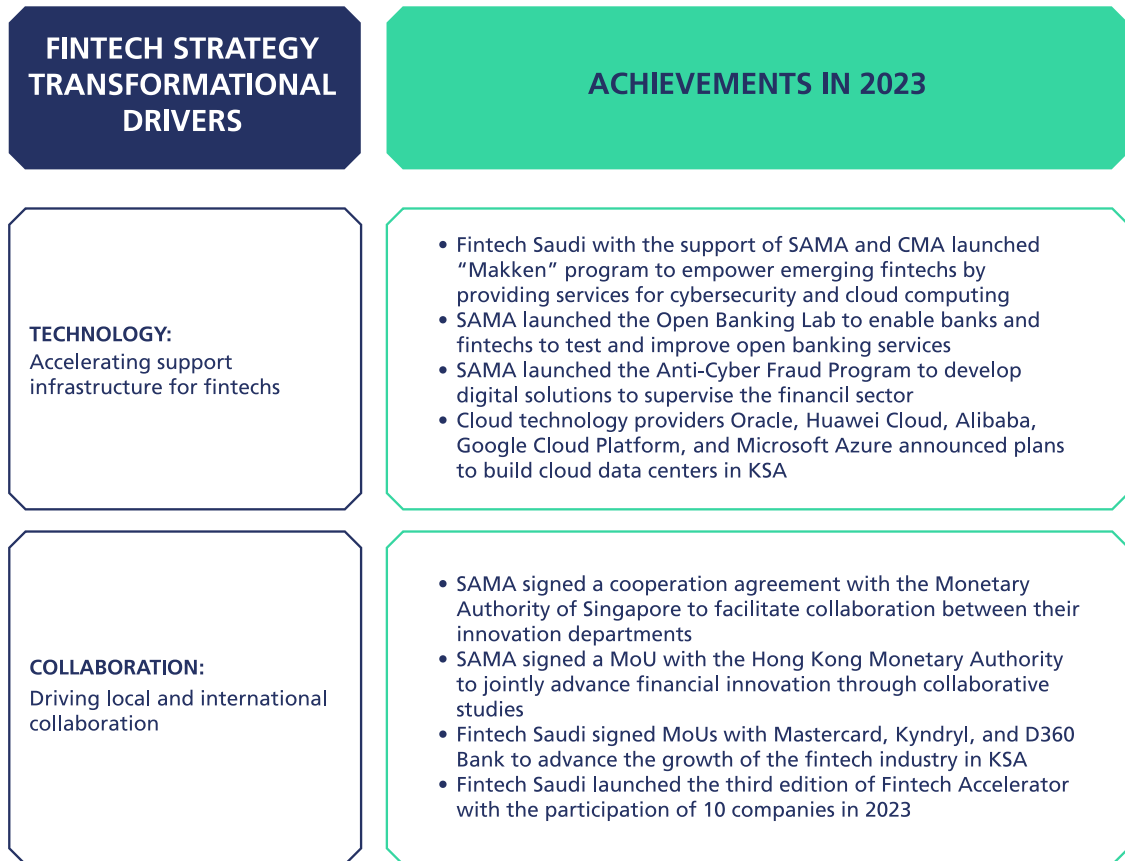 FINTECH STRATEGY
TRANSFORMATIONAL
DRIVERS
ACHIEVEMENTS IN 2023
TECHNOLOGY:
Accelerating support
infrastructure for fintechs
• Fintech Saudi with the support of SAMA and CMA launched
“Makken” program to empower emerging fintechs by
providing services for cybersecurity and cloud computing
• SAMA launched the Open Banking Lab to enable banks and
fintechs to test and improve open banking services
• SAMA launched the Anti-Cyber Fraud Program to develop
digital solutions to supervise the financil sector
• Cloud technology providers Oracle, Huawei Cloud, Alibaba,
Google Cloud Platform, and Microsoft Azure announced plans
to build cloud data centers in KSA
COLLABORATION:
Driving local and international
collaboration
• SAMA signed a cooperation agreement with the Monetary
Authority of Singapore to facilitate collaboration between their
innovation departments
• SAMA signed a MoU with the Hong Kong Monetary Authority
to jointly advance financial innovation through collaborative
studies
• Fintech Saudi signed MoUs with Mastercard, Kyndryl, and D360
Bank to advance the growth of the fintech industry in KSA
• Fintech Saudi launched the third edition of Fintech Accelerator
with the participation of 10 companies in 2023